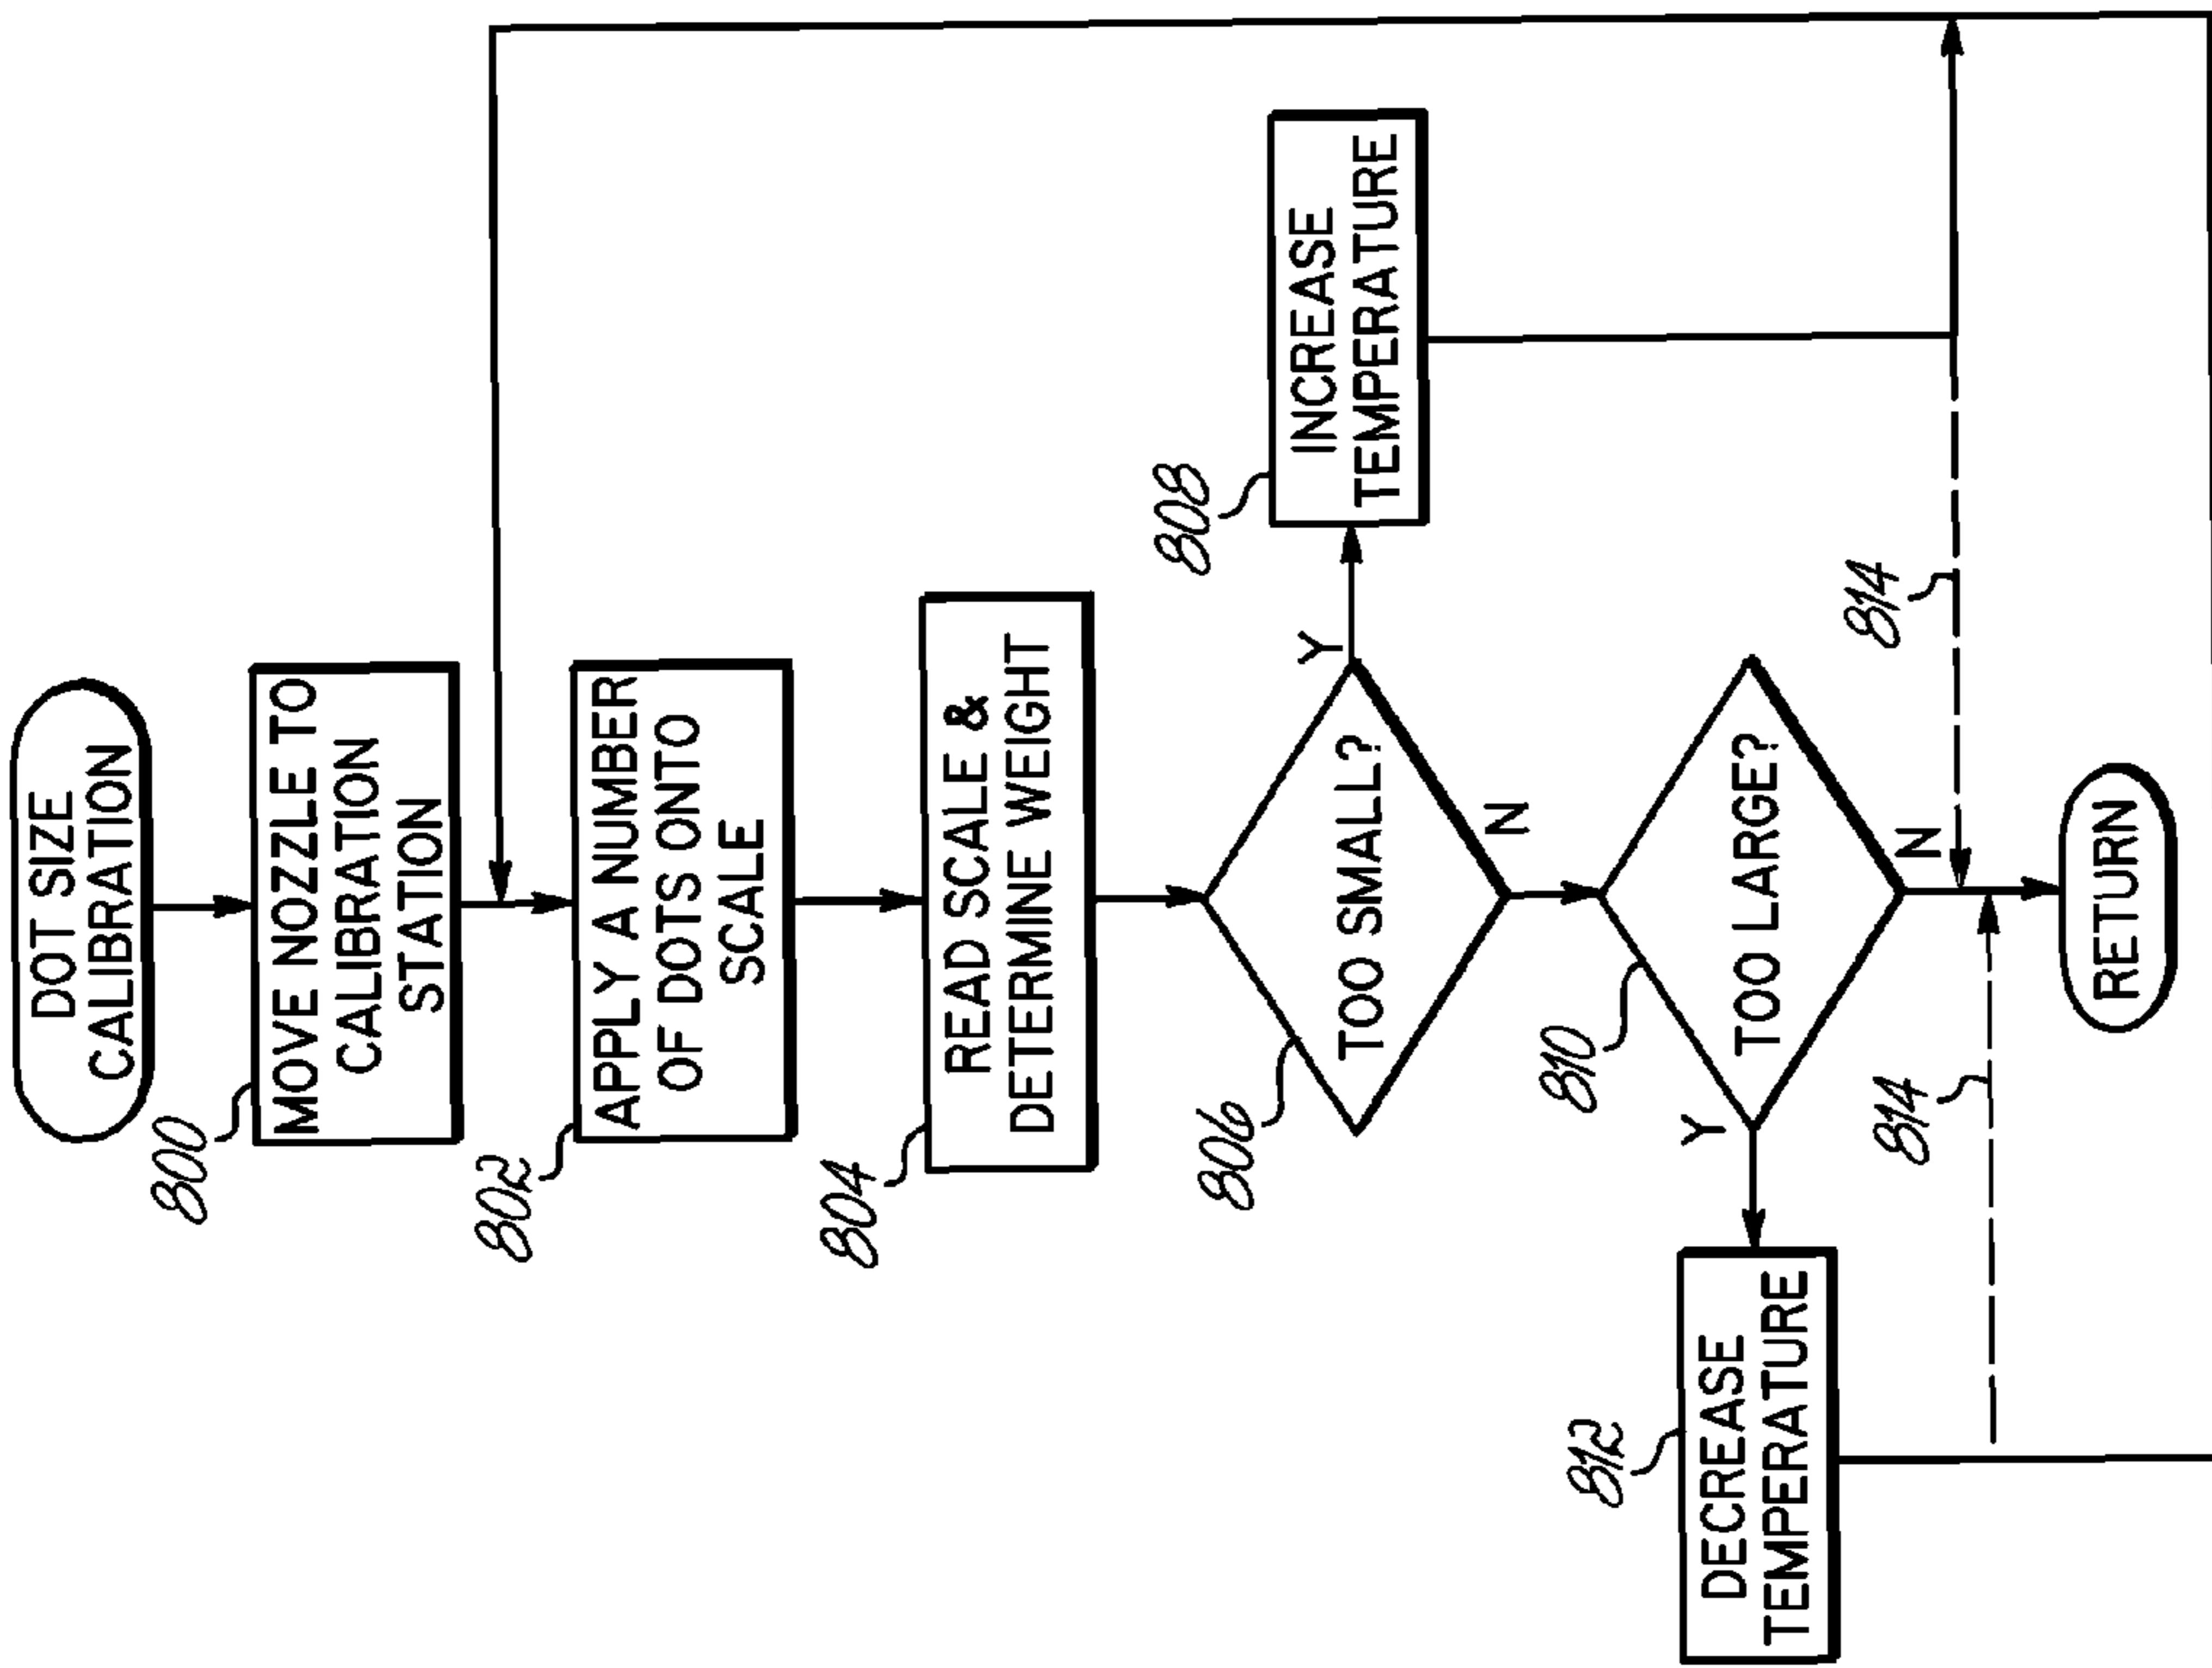 DOT SIZE
CALIBRATION
800
MOVE NOZZLE TO
CALIBRATION
STATION
802
APPLY A NUMBER
OF DOTS ONTO
SCALE
804
READ SCALE &
DETERMINE WEIGHT
806
TOO SMALL?
Y
N
808
INCREASE
TEMPERATURE
810
TOO LARGE?
Y
N
812
DECREASE
TEMPERATURE
814
814
RETURN